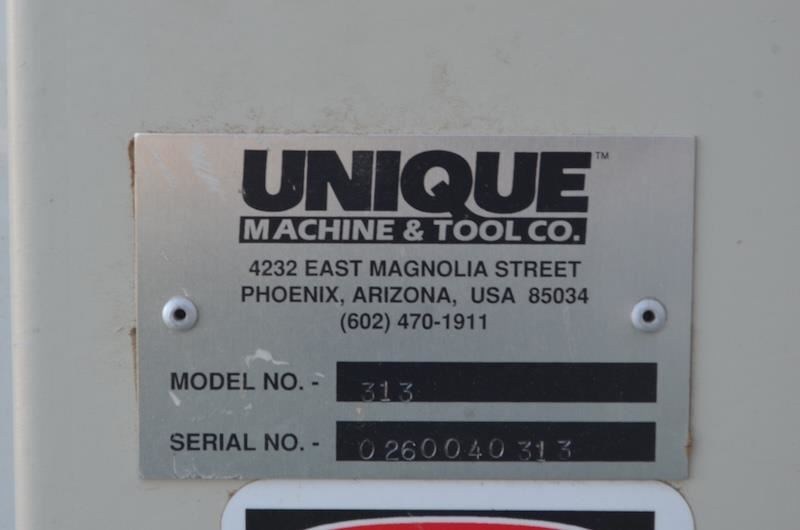 UNIQUE™
MACHINE & TOOL CO.
4232 EAST MAGNOLIA STREET
PHOENIX, ARIZONA, USA 85034
(602) 470-1911
MODEL NO. - 313
SERIAL NO. - 0260040313